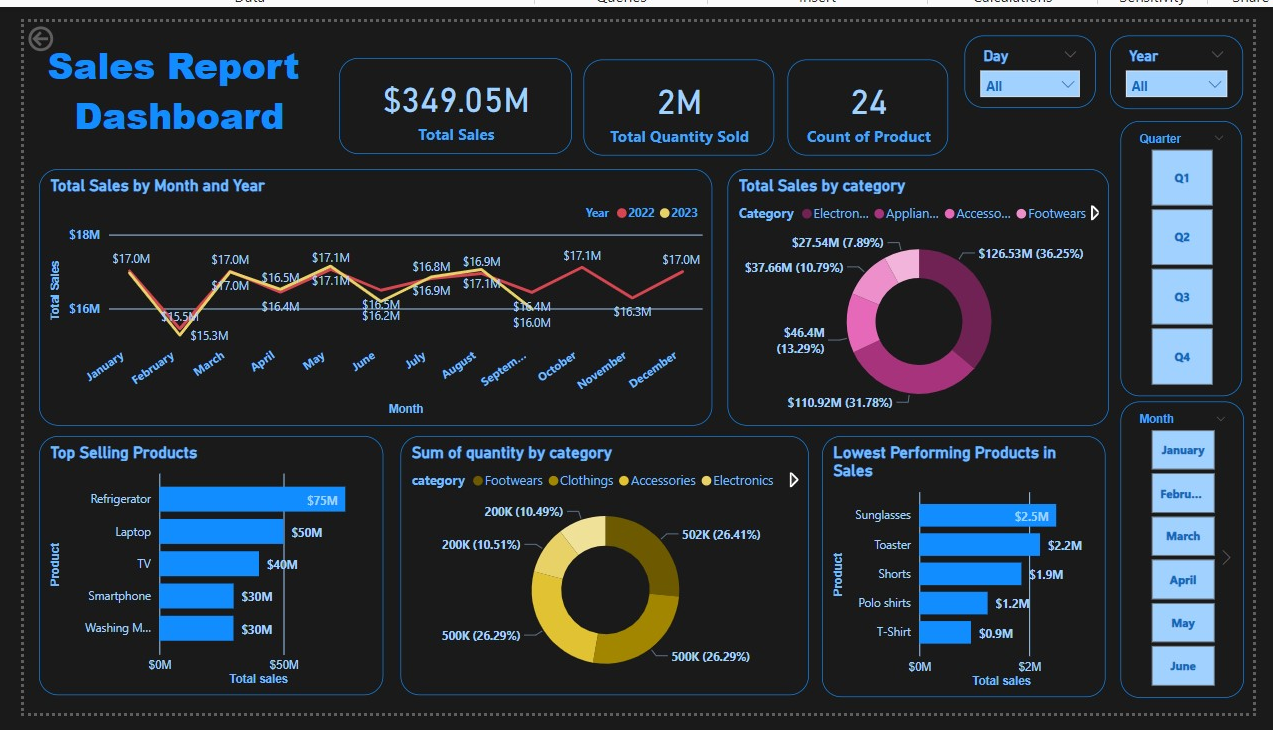 Data
Queries
Insert
Calculations
Sensitivity
Share
Sales Report
Dashboard
$349.05M
Total Sales
2M
Total Quantity Sold
24
Count of Product
Day
All
Year
All
Total Sales by Month and Year
Year 2022 2023
Total Sales
$18M
$16M
$17.0M
$15.5M
$15.3M
$17.0M
$17.0M
$16.5M
$16.4M
$17.1M
$17.1M
$16.5M
$16.2M
$16.8M
$16.9M
$16.9M
$17.1M
$16.4M
$16.0M
$17.1M
$16.3M
$17.0M
January
February
March
April
May
June
July
August
Septem...
October
November
December
Month
Total Sales by category
Category Electron... Applian... Accesso... Footwears
$27.54M (7.89%)
$126.53M (36.25%)
$37.66M (10.79%)
$46.4M
(13.29%)
$110.92M (31.78%)
Quarter
Q1
Q2
Q3
Q4
Top Selling Products
Product
Refrigerator $75M
Laptop $50M
TV $40M
Smartphone $30M
Washing M... $30M
$0M $50M
Total sales
Sum of quantity by category
category Footwears Clothings Accessories Electronics
200K (10.49%)
502K (26.41%)
200K (10.51%)
500K (26.29%)
500K (26.29%)
Lowest Performing Products in
Sales
Product
Sunglasses $2.5M
Toaster $2.2M
Shorts $1.9M
Polo shirts $1.2M
T-Shirt $0.9M
$0M $2M
Total sales
Month
January
Febru...
March
April
May
June